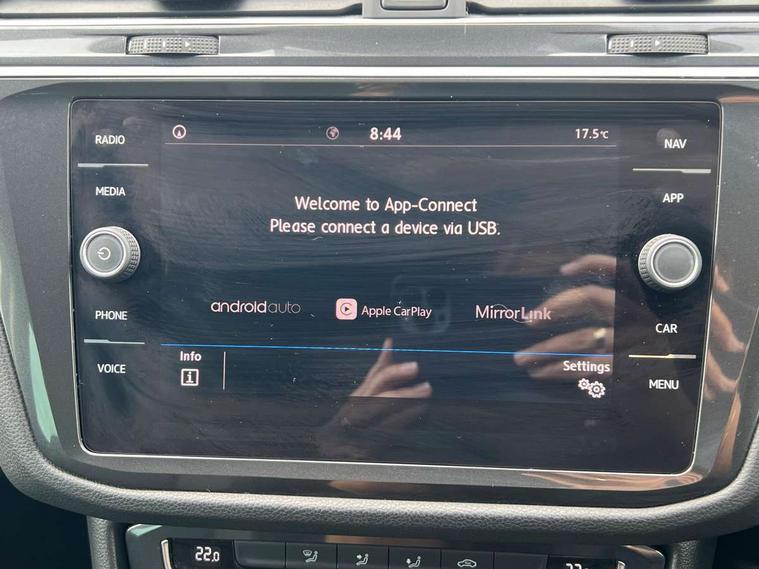 RADIO
MEDIA
PHONE
VOICE
8:44
17.5°C
Welcome to App-Connect
Please connect a device via USB.
androidauto
Apple CarPlay
MirrorLink
Info
i
Settings
NAV
APP
CAR
MENU
22.0